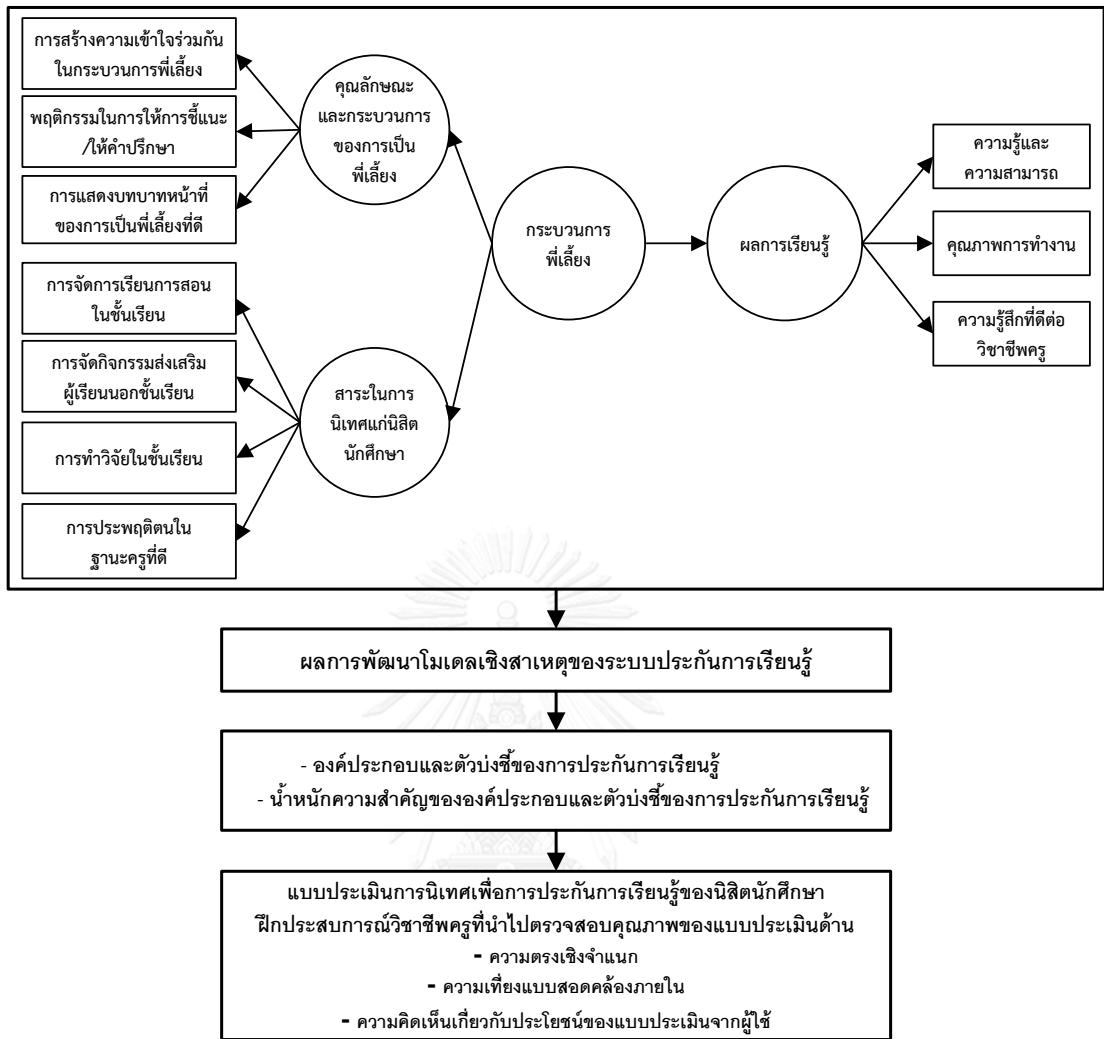 การสร้างความเข้าใจร่วมกัน
ในกระบวนการพี่เลี้ยง
พฤติกรรมในการให้การชี้แนะ
/ให้คำปรึกษา
การแสดงบทบาทหน้าที่
ของการเป็นพี่เลี้ยงที่ดี
การจัดการเรียนการสอน
ในชั้นเรียน
การจัดกิจกรรมส่งเสริม
ผู้เรียนนอกชั้นเรียน
การทำวิจัยในชั้นเรียน
การประพฤติตนใน
ฐานะครูที่ดี
คุณลักษณะ
และกระบวนการ
ของการเป็น
พี่เลี้ยง
สาระในการ
นิเทศแก่นิสิต
นักศึกษา
กระบวนการ
พี่เลี้ยง
ผลการเรียนรู้
ความรู้และ
ความสามารถ
คุณภาพการทำงาน
ความรู้สึกที่ดีต่อ
วิชาชีพครู
ผลการพัฒนาโมเดลเชิงสาเหตุของระบบประกันการเรียนรู้
- องค์ประกอบและตัวบ่งชี้ของการประกันการเรียนรู้
- น้ำหนักความสำคัญขององค์ประกอบและตัวบ่งชี้ของการประกันการเรียนรู้
แบบประเมินการนิเทศเพื่อการประกันการเรียนรู้ของนิสิตนักศึกษา
ฝึกประสบการณ์วิชาชีพครูที่นำไปตรวจสอบคุณภาพของแบบประเมินด้าน
- ความตรงเชิงจำแนก
- ความเที่ยงแบบสอดคล้องภายใน
- ความคิดเห็นเกี่ยวกับประโยชน์ของแบบประเมินจากผู้ใช้